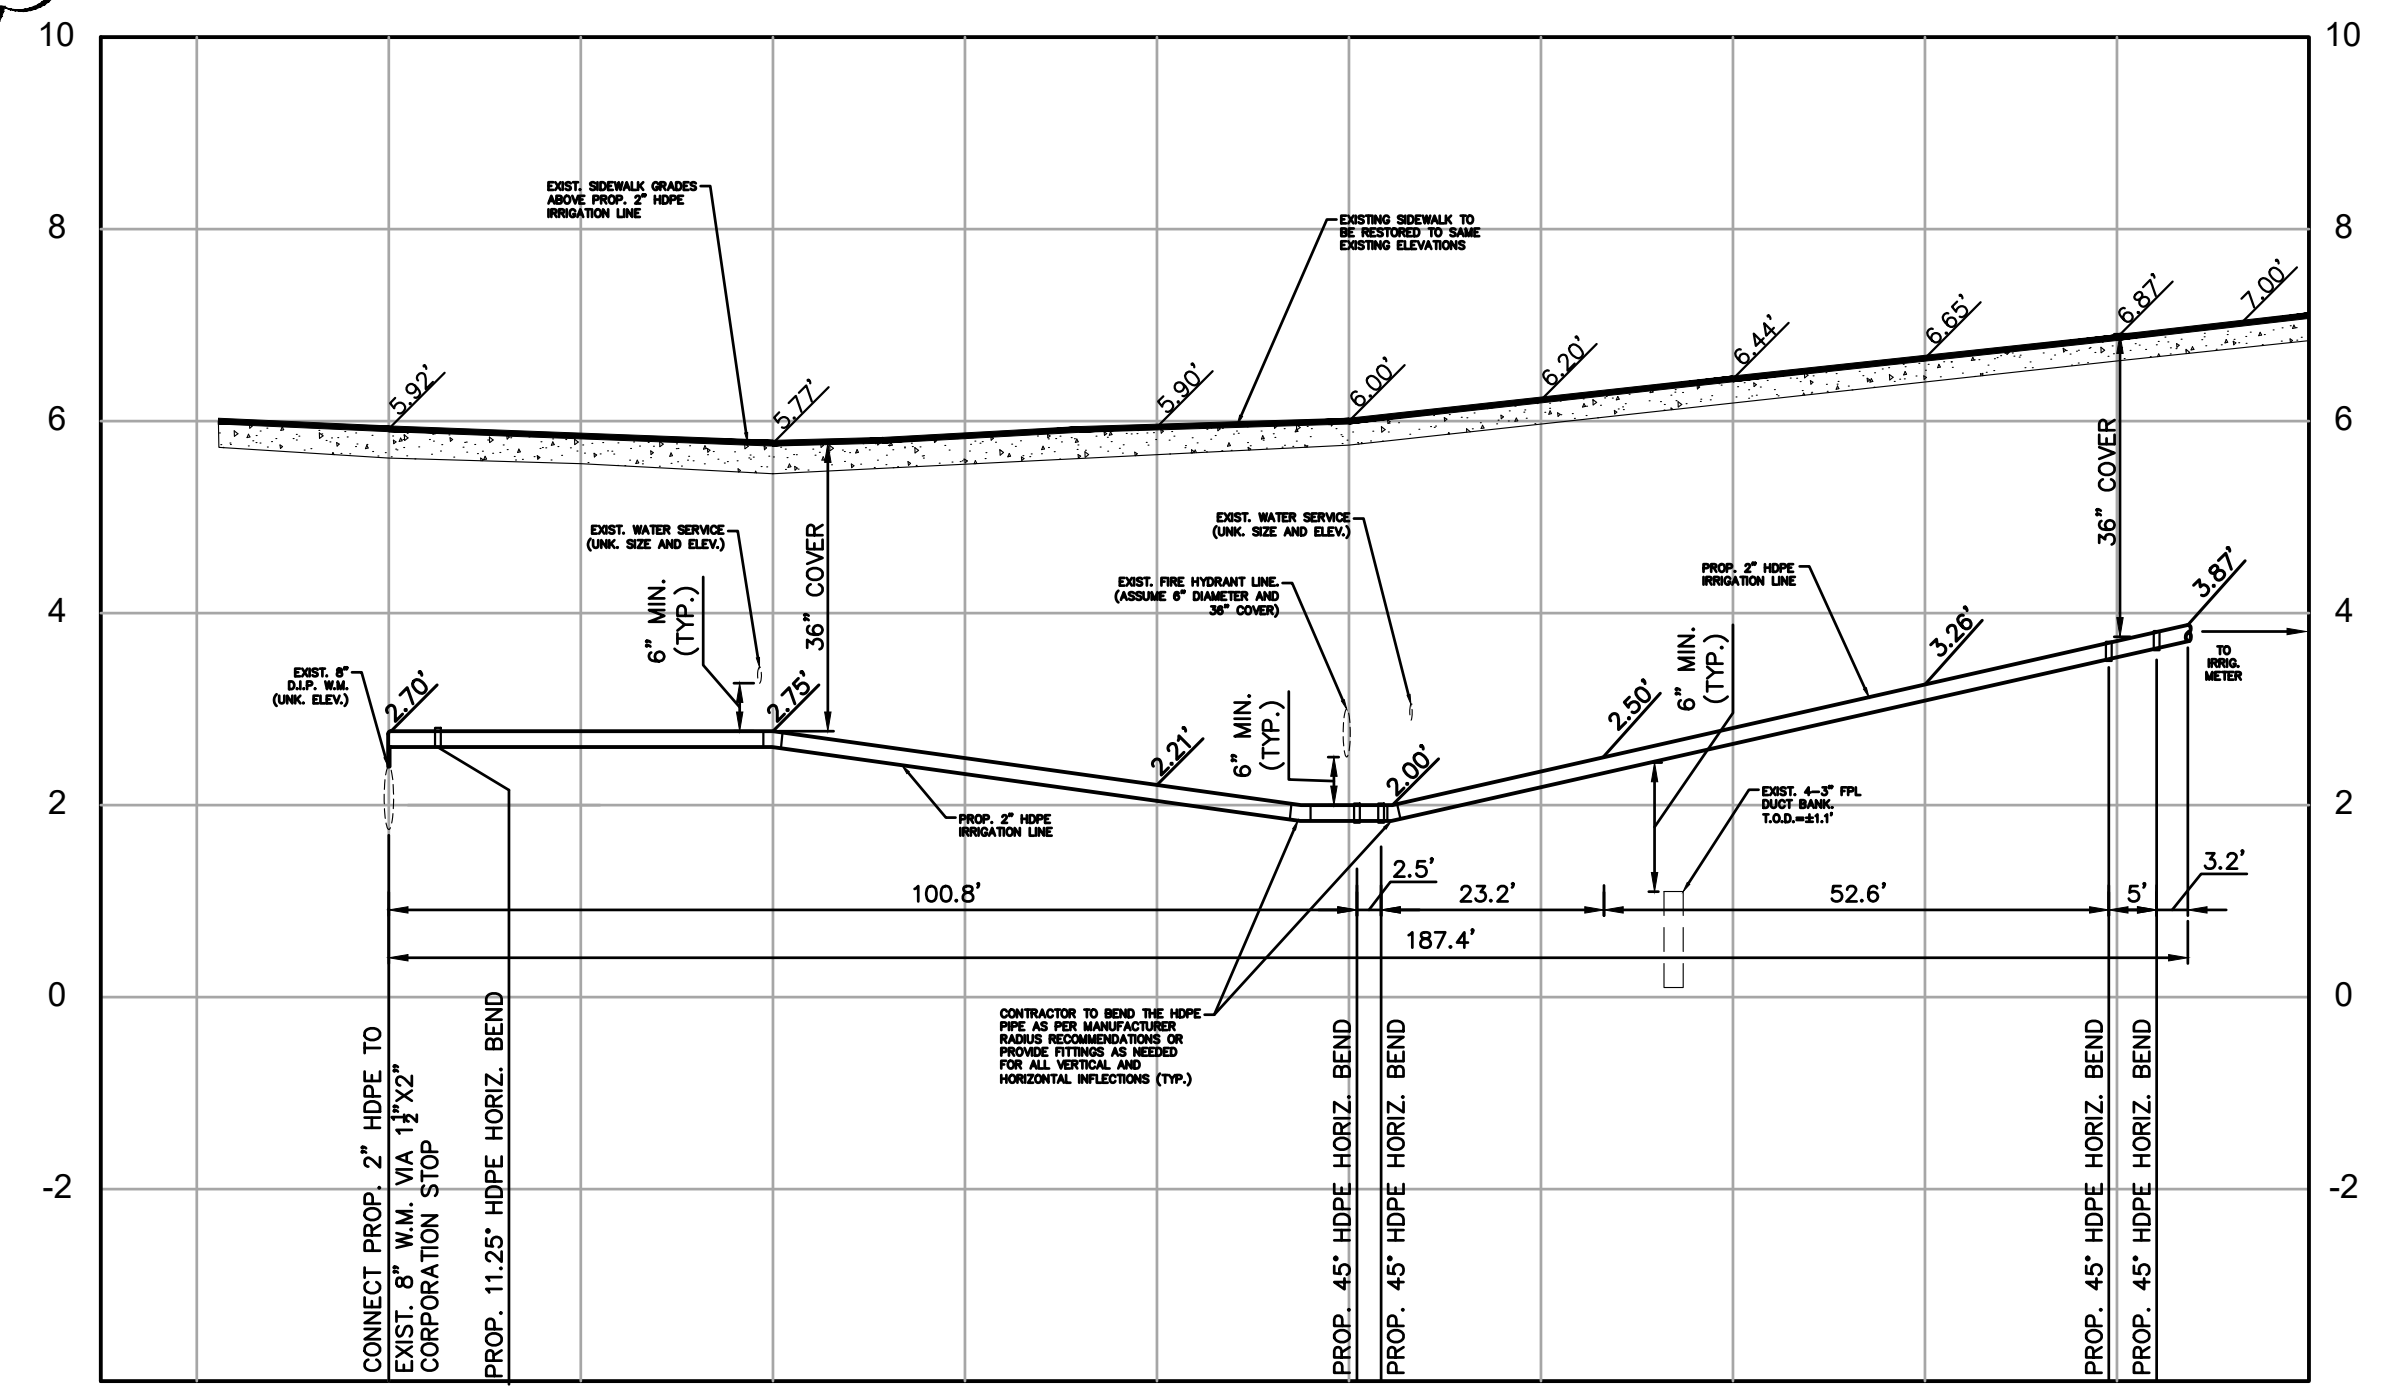 10
10
8
8
6
6
4
4
2
2
0
0
-2
-2
EXIST. SIDEWALK GRADES
ABOVE PROP. 2" HDPE
IRRIGATION LINE
EXISTING SIDEWALK TO
BE RESTORED TO SAME
EXISTING ELEVATIONS
5.92'
5.77'
5.90'
6.00'
6.20'
6.44'
6.65'
6.87'
7.00'
EXIST. WATER SERVICE
(UNK. SIZE AND ELEV.)
6" MIN.
(TYP.)
36" COVER
EXIST. WATER SERVICE
(UNK. SIZE AND ELEV.)
EXIST. FIRE HYDRANT LINE.
(ASSUME 6" DIAMETER AND
36" COVER)
PROP. 2" HDPE
IRRIGATION LINE
36" COVER
EXIST. 8"
D.I.P. W.M.
(UNK. ELEV.)
2.70'
2.75'
2.21'
6" MIN.
(TYP.)
2.00'
2.50'
6" MIN.
(TYP.)
3.26'
3.87'
TO
IRRIG.
METER
PROP. 2" HDPE
IRRIGATION LINE
EXIST. 4-3" FPL
DUCT BANK.
T.O.D.=±1.1'
100.8'
2.5'
23.2'
52.6'
5'
3.2'
187.4'
CONTRACTOR TO BEND THE HDPE
PIPE AS PER MANUFACTURER
RADIUS RECOMMENDATIONS OR
PROVIDE FITTINGS AS NEEDED
FOR ALL VERTICAL AND
HORIZONTAL INFLECTIONS (TYP.)
CONNECT PROP. 2" HDPE TO
EXIST. 8" W.M. VIA 1½"X2"
CORPORATION STOP
PROP. 11.25° HDPE HORIZ. BEND
PROP. 45° HDPE HORIZ. BEND
PROP. 45° HDPE HORIZ. BEND
PROP. 45° HDPE HORIZ. BEND
PROP. 45° HDPE HORIZ. BEND